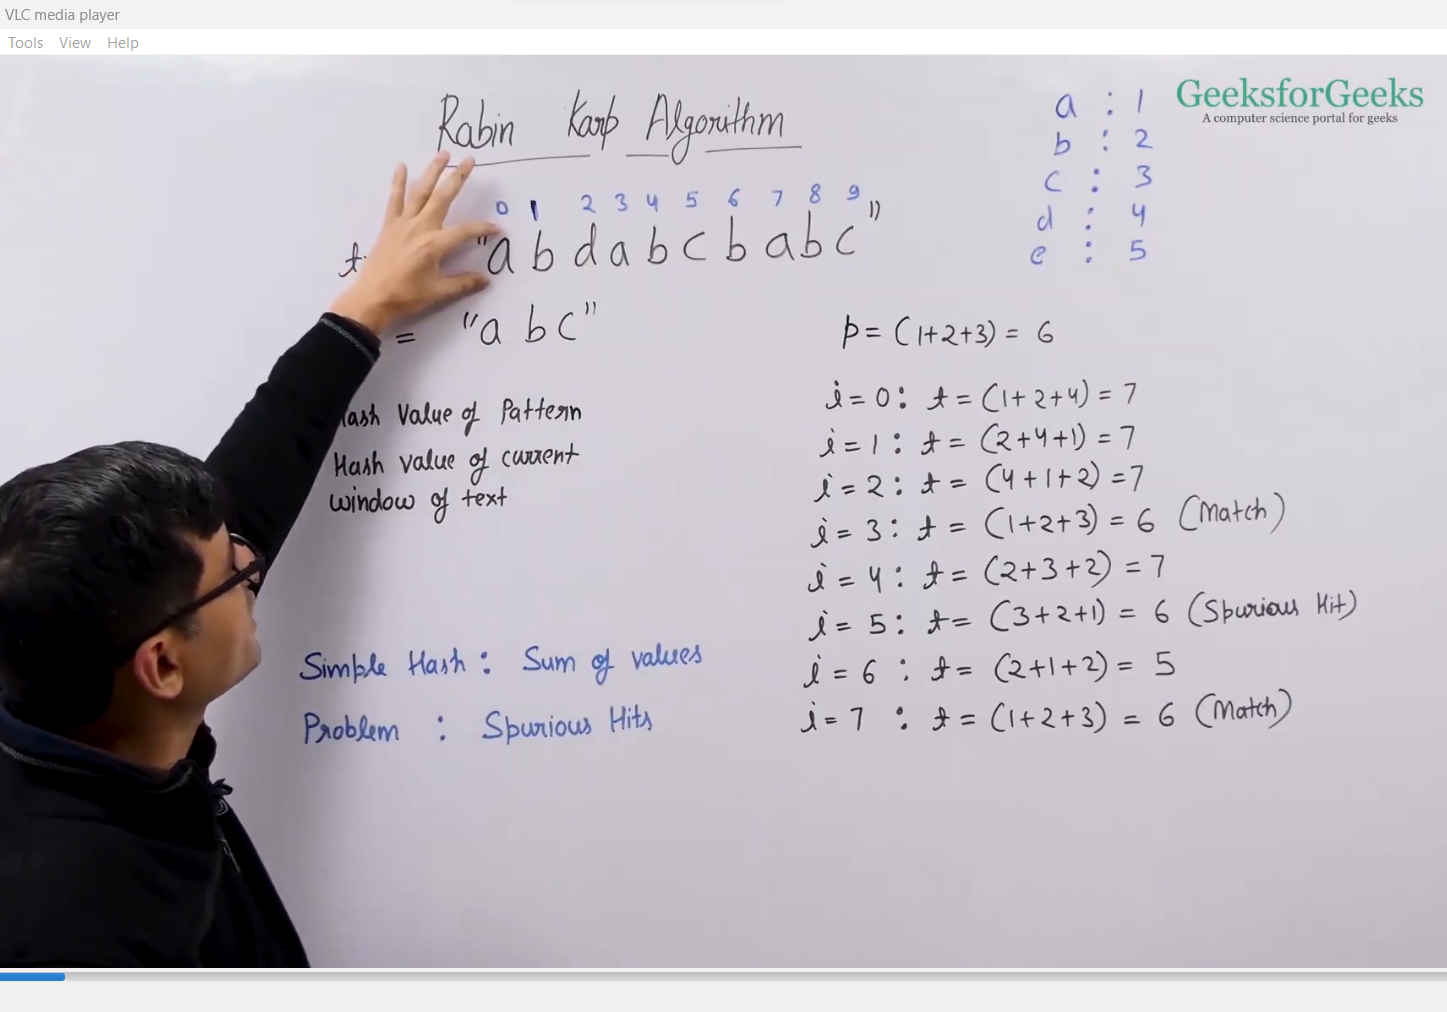 VLC media player
Tools View Help
GeeksforGeeks
A computer science portal for geeks
Rabin Karp Algorithm
a : 1
b : 2
c : 3
d : 4
e : 5
0 1 2 3 4 5 6 7 8 9
"a b d a b c b a b c"
= "a b c"
p = (1+2+3) = 6
i = 0 : t = (1+2+4) = 7
i = 1 : t = (2+4+1) = 7
i = 2 : t = (4+1+2) = 7
i = 3 : t = (1+2+3) = 6 (Match)
i = 4 : t = (2+3+2) = 7
i = 5 : t = (3+2+1) = 6 (Spurious Hit)
i = 6 : t = (2+1+2) = 5
i = 7 : t = (1+2+3) = 6 (Match)
Value of Pattern
Hash value of current
window of text
Simple Hash : Sum of values
Problem : Spurious Hits